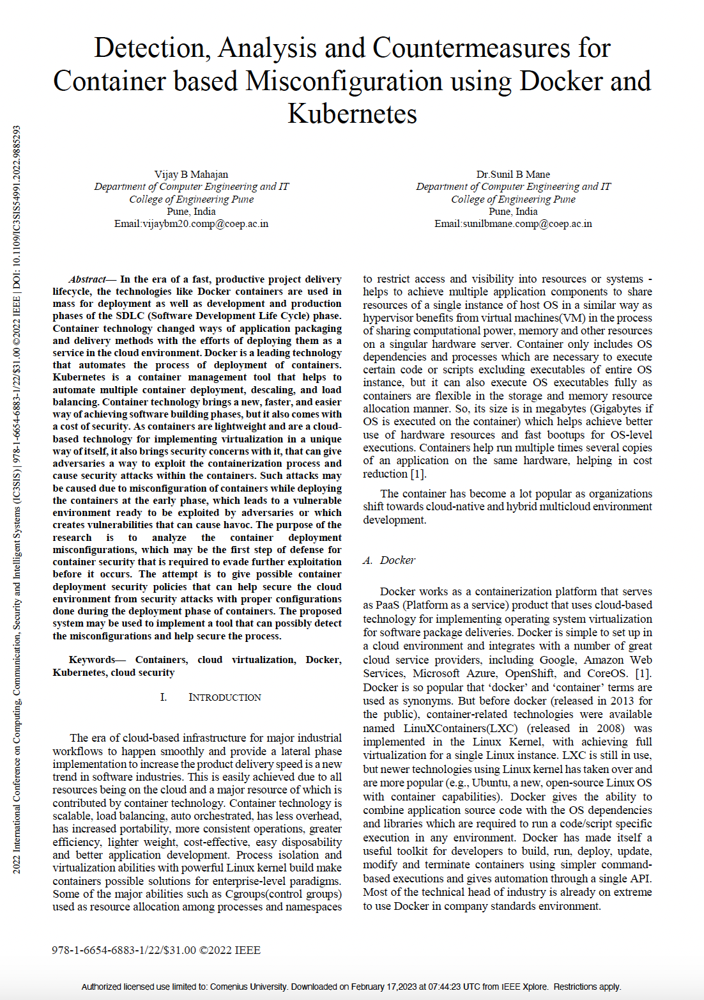 Detection, Analysis and Countermeasures for
Container based Misconfiguration using Docker and
Kubernetes
Vijay B Mahajan
Department of Computer Engineering and IT
College of Engineering Pune
Pune, India
Email:vijaybm20.comp@coep.ac.in
Dr.Sunil B Mane
Department of Computer Engineering and IT
College of Engineering Pune
Pune, India
Email:sunilbmane.comp@coep.ac.in
Abstract— In the era of a fast, productive project delivery
lifecycle, the technologies like Docker containers are used in
mass for deployment as well as development and production
phases of the SDLC (Software Development Life Cycle) phase.
Container technology changed ways of application packaging
and delivery methods with the efforts of deploying them as a
service in the cloud environment. Docker is a leading technology
that automates the process of deployment of containers.
Kubernetes is a container management tool that helps to
automate multiple container deployment, descaling, and load
balancing. Container technology brings a new, faster, and easier
way of achieving software building phases, but it also comes with
a cost of security. As containers are lightweight and are a cloud-
based technology for implementing virtualization in a unique
way of itself, it also brings security concerns with it, that can give
adversaries a way to exploit the containerization process and
cause security attacks within the containers. Such attacks may
be caused due to misconfiguration of containers while deploying
the containers at the early phase, which leads to a vulnerable
environment ready to be exploited by adversaries or which
creates vulnerabilities that can cause havoc. The purpose of the
research is to analyze the container deployment
misconfigurations, which may be the first step of defense for
container security that is required to evade further exploitation
before it occurs. The attempt is to give possible container
deployment security policies that can help secure the cloud
environment from security attacks with proper configurations
done during the deployment phase of containers. The proposed
system may be used to implement a tool that can possibly detect
the misconfigurations and help secure the process.
Keywords— Containers, cloud virtualization, Docker,
Kubernetes, cloud security
I. INTRODUCTION
The era of cloud-based infrastructure for major industrial
workflows to happen smoothly and provide a lateral phase
implementation to increase the product delivery speed is a new
trend in software industries. This is easily achieved due to all
resources being on the cloud and a major resource of which is
contributed by container technology. Container technology is
scalable, load balancing, auto orchestrated, has less overhead,
has increased portability, more consistent operations, greater
efficiency, lighter weight, cost-effective, easy disposability
and better application development. Process isolation and
virtualization abilities with powerful Linux kernel build make
containers possible solutions for enterprise-level paradigms.
Some of the major abilities such as Cgroups(control groups)
used as resource allocation among processes and namespaces
to restrict access and visibility into resources or systems -
helps to achieve multiple application components to share
resources of a single instance of host OS in a similar way as
hypervisor benefits from virtual machines(VM) in the process
of sharing computational power, memory and other resources
on a singular hardware server. Container only includes OS
dependencies and processes which are necessary to execute
certain code or scripts excluding executables of entire OS
instance, but it can also execute OS executables fully as
containers are flexible in the storage and memory resource
allocation manner. So, its size is in megabytes (Gigabytes if
OS is executed on the container) which helps achieve better
use of hardware resources and fast bootups for OS-level
executions. Containers help run multiple times several copies
of an application on the same hardware, helping in cost
reduction [1].
The container has become a lot popular as organizations
shift towards cloud-native and hybrid multicloud environment
development.
A. Docker
Docker works as a containerization platform that serves
as PaaS (Platform as a service) product that uses cloud-based
technology for implementing operating system virtualization
for software package deliveries. Docker is simple to set up in
a cloud environment and integrates with a number of great
cloud service providers, including Google, Amazon Web
Services, Microsoft Azure, OpenShift, and CoreOS. [1].
Docker is so popular that ‘docker’ and ‘container’ terms are
used as synonyms. But before docker (released in 2013 for
the public), container-related technologies were available
named LinuXContainers(LXC) (released in 2008) was
implemented in the Linux Kernel, with achieving full
virtualization for a single Linux instance. LXC is still in use,
but newer technologies using Linux kernel has taken over and
are more popular (e.g., Ubuntu, a new, open-source Linux OS
with container capabilities). Docker gives the ability to
combine application source code with the OS dependencies
and libraries which are required to run a code/script specific
execution in any environment. Docker has made itself a
useful toolkit for developers to build, run, deploy, update,
modify and terminate containers using simpler command-
based executions and gives automation through a single API.
Most of the technical head of industry is already on extreme
to use Docker in company standards environment.
978-1-6654-6883-1/22/$31.00 ©2022 IEEE
Authorized licensed use limited to: Comenius University. Downloaded on February 17,2023 at 07:44:23 UTC from IEEE Xplore. Restrictions apply.
2022 International Conference on Computing, Communication, Security and Intelligent Systems (IC3SIS) | 978-1-6654-6883-1/22/$31.00 ©2022 IEEE | DOI: 10.1109/IC3SIS54991.2022.9885293